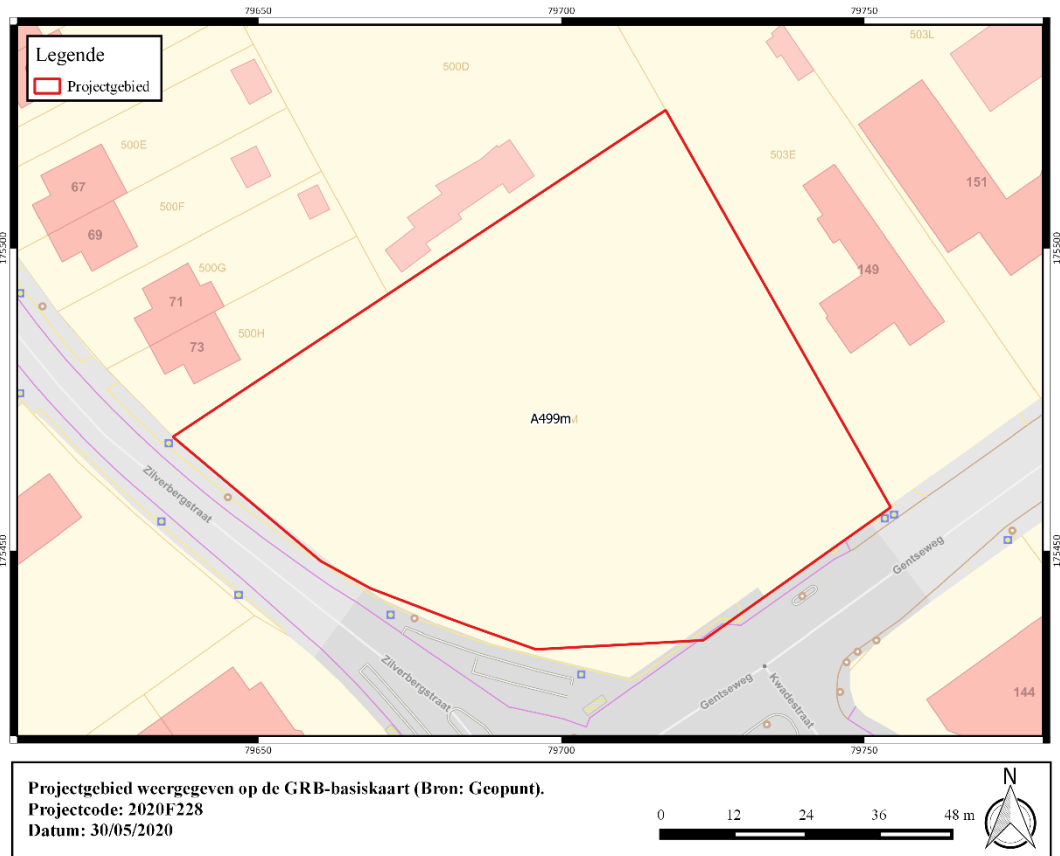 79650 79700 79750
Legende
Projectgebied
500D
503L
500E
67
69
500F
503E
151
175500 175500
500G
71
149
500H
73
A499m
Zilverbergstraat
175450 175450
Gentseweg
Zilverbergstraat
Gentseweg
Kwadestraat
144
79650 79700 79750
Projectgebied weergegeven op de GRB-basiskaart (Bron: Geopunt).
Projectcode: 2020F228
Datum: 30/05/2020
0 12 24 36 48 m
N